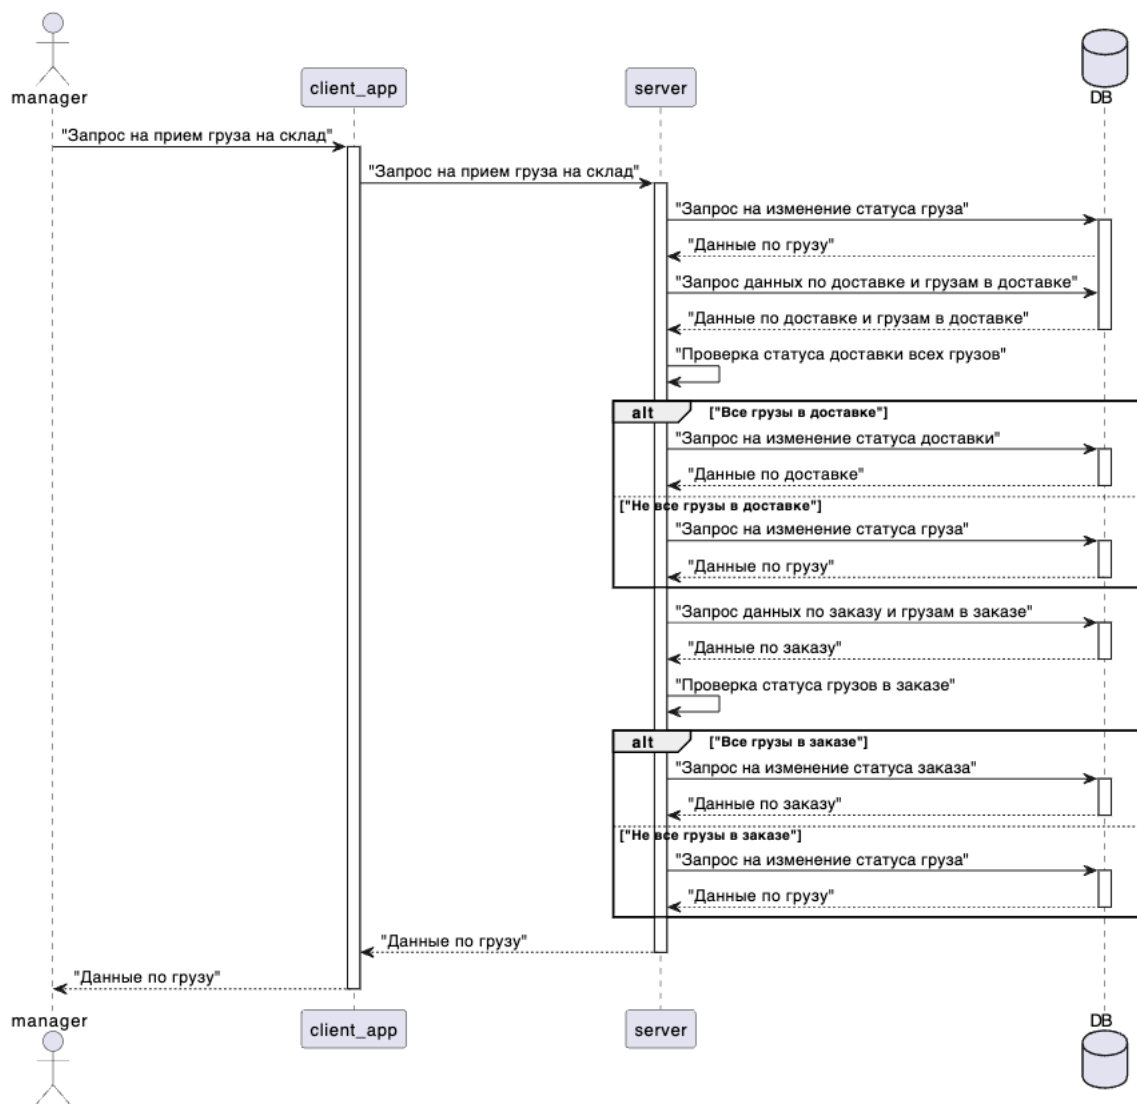 manager
client_app
server
DB
"Запрос на прием груза на склад"
"Запрос на прием груза на склад"
"Запрос на изменение статуса груза"
"Данные по грузу"
"Запрос данных по доставке и грузам в доставке"
"Данные по доставке и грузам в доставке"
"Проверка статуса доставки всех грузов"
alt ["Все грузы в доставке"]
"Запрос на изменение статуса доставки"
"Данные по доставке"
["Не все грузы в доставке"]
"Запрос на изменение статуса груза"
"Данные по грузу"
"Запрос данных по заказу и грузам в заказе"
"Данные по заказу"
"Проверка статуса грузов в заказе"
alt ["Все грузы в заказе"]
"Запрос на изменение статуса заказа"
"Данные по заказу"
["Не все грузы в заказе"]
"Запрос на изменение статуса груза"
"Данные по грузу"
"Данные по грузу"
"Данные по грузу"
manager
client_app
server
DB